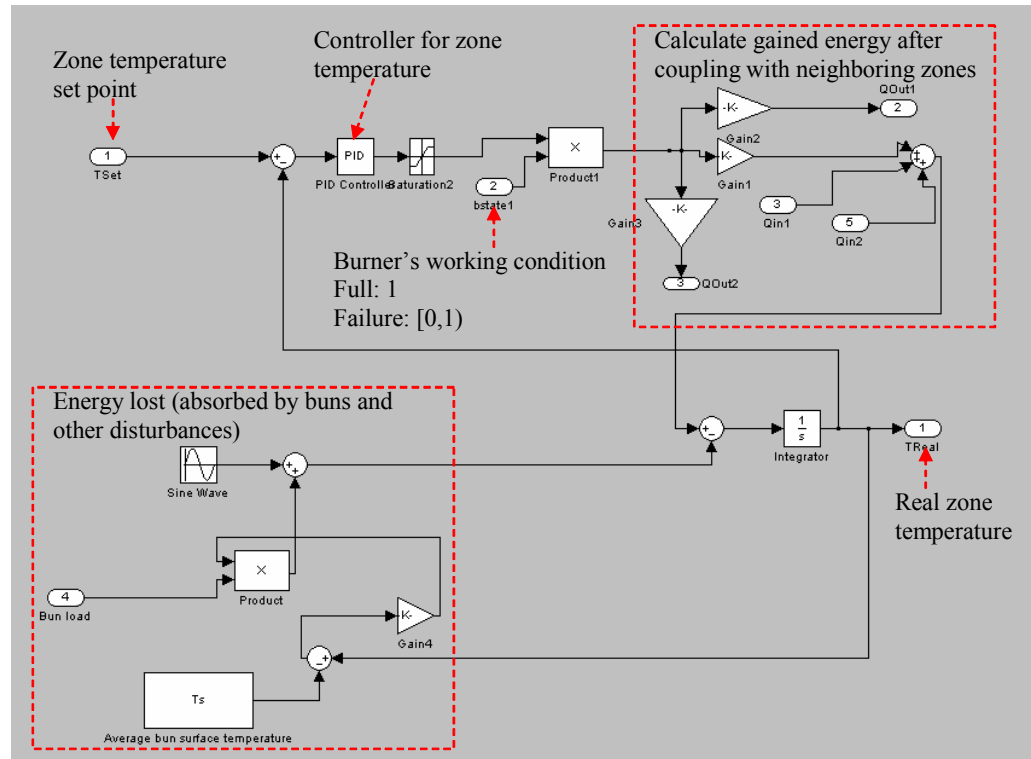 Zone temperature
set point
Controller for zone
temperature
Calculate gained energy after
coupling with neighboring zones
QOut1
2
-K-
Gain2
1
TSet
+
-
PID
PID Controller
Saturation2
×
Product1
K-
Gain1
+
+
+
2
bstate1
-K-
Gain3
3
Qin1
5
Qin2
3
QOut2
Burner's working condition
Full: 1
Failure: [0,1)
Energy lost (absorbed by buns and
other disturbances)
Sine Wave
+
+
+
-
1
s
Integrator
1
TReal
Real zone
temperature
×
Product
4
Bun load
K-
Gain4
-
+
Ts
Average bun surface temperature